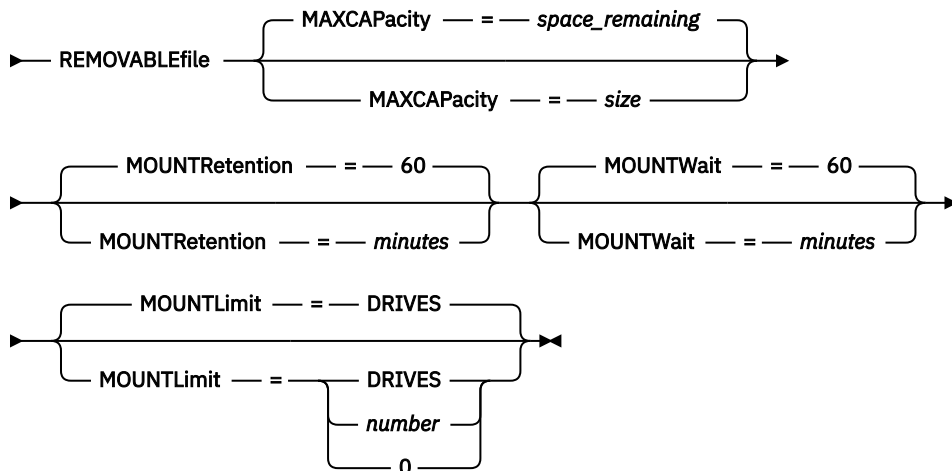 MAXCAPacity = space_remaining
REMOVABLEfile
MAXCAPacity = size
MOUNTRetention = 60 MOUNTWait = 60
MOUNTRetention = minutes MOUNTWait = minutes
MOUNTLimit = DRIVES
MOUNTLimit = DRIVES
number
0